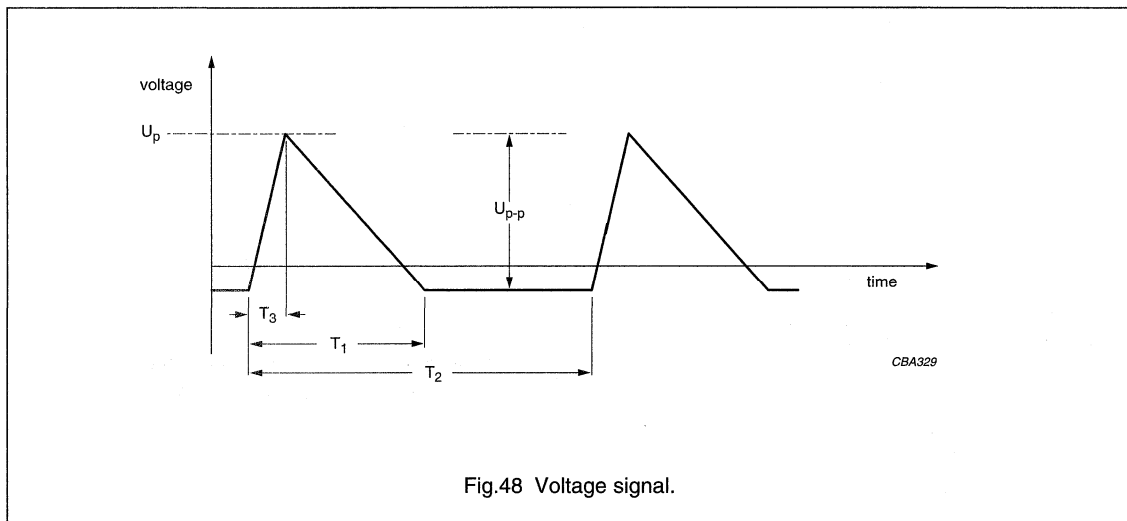 voltage
Uₚ
Uₚ₋ₚ
time
T₃
T₁
T₂
CBA329
Fig.48 Voltage signal.